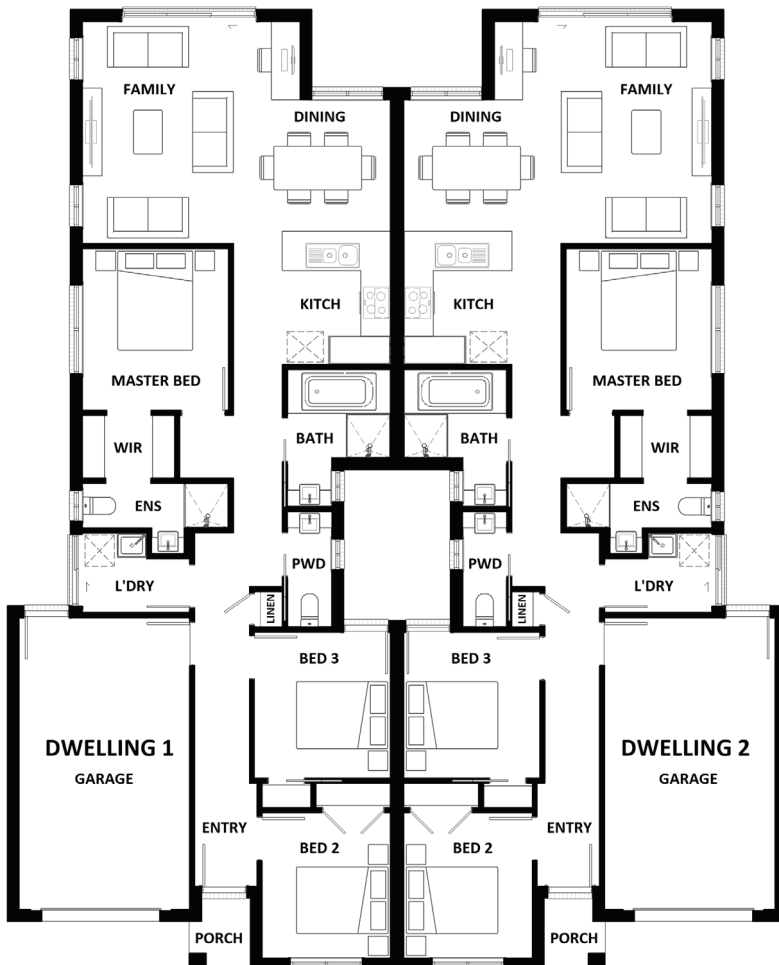 FAMILY
FAMILY
DINING
DINING
KITCH
KITCH
MASTER BED
MASTER BED
BATH
BATH
WIR
WIR
ENS
ENS
PWD
PWD
L'DRY
L'DRY
LINEN
LINEN
BED 3
BED 3
DWELLING 1
GARAGE
DWELLING 2
GARAGE
ENTRY
ENTRY
BED 2
BED 2
PORCH
PORCH